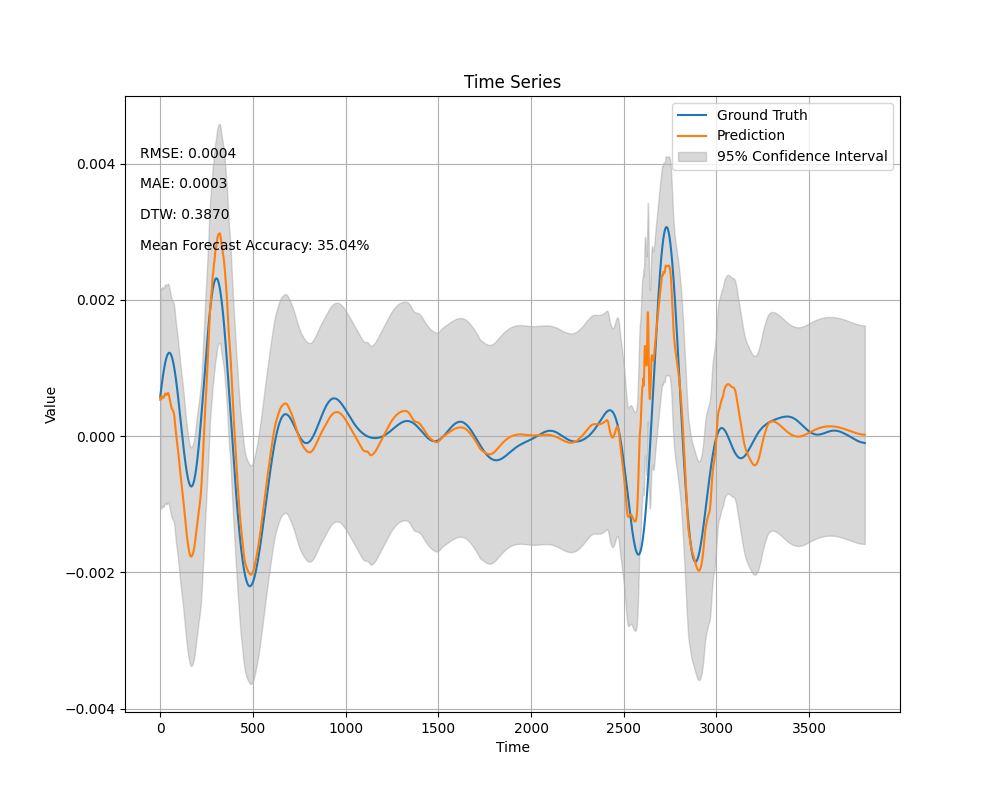 Time Series
Ground Truth
Prediction
95% Confidence Interval
RMSE: 0.0004
MAE: 0.0003
DTW: 0.3870
Mean Forecast Accuracy: 35.04%
0.004
0.002
0.000
−0.002
−0.004
Value
0 500 1000 1500 2000 2500 3000 3500
Time